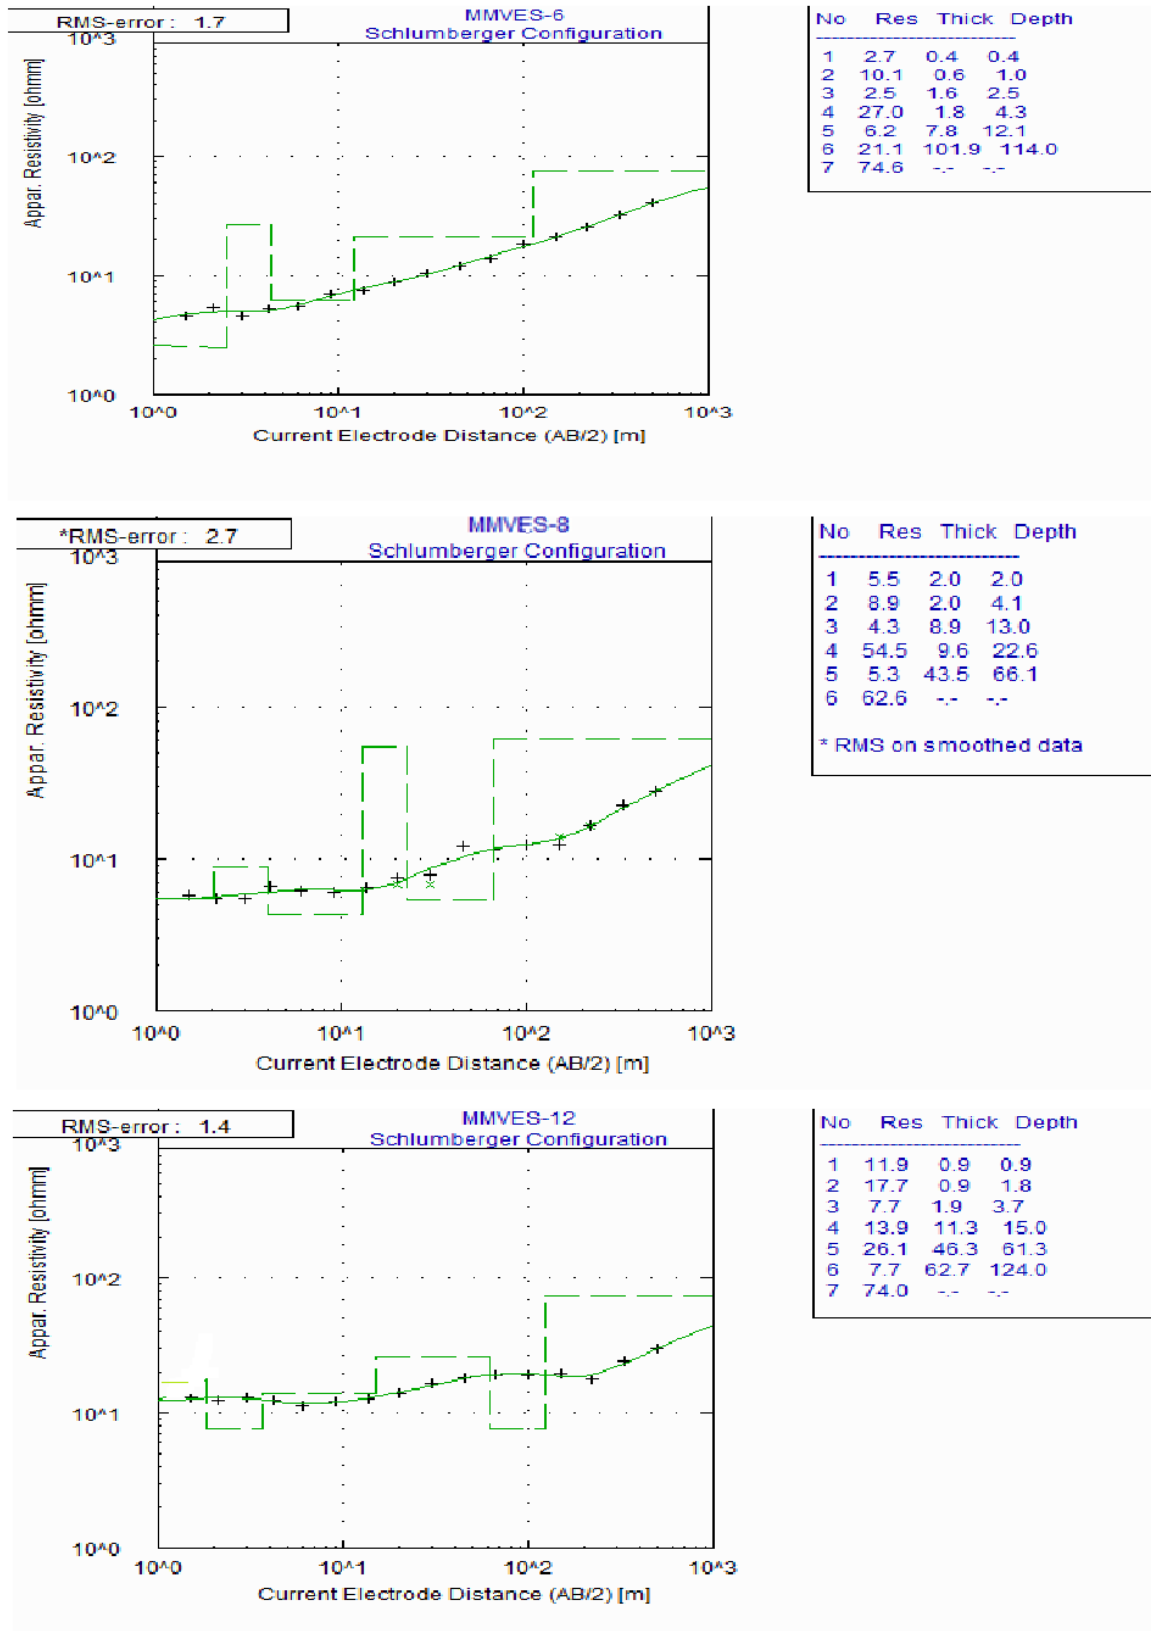 RMS-error : 1.7
MMVES-6
Schlumberger Configuration
Appar. Resistivity [ohmm]
10^3
10^2
10^1
10^0
10^0 10^1 10^2 10^3
Current Electrode Distance (AB/2) [m]
No Res Thick Depth
1 2.7 0.4 0.4
2 10.1 0.6 1.0
3 2.5 1.6 2.5
4 27.0 1.8 4.3
5 6.2 7.8 12.1
6 21.1 101.9 114.0
7 74.6 -.- -.-
*RMS-error : 2.7
MMVES-8
Schlumberger Configuration
Appar. Resistivity [ohmm]
10^3
10^2
10^1
10^0
10^0 10^1 10^2 10^3
Current Electrode Distance (AB/2) [m]
No Res Thick Depth
1 5.5 2.0 2.0
2 8.9 2.0 4.1
3 4.3 8.9 13.0
4 54.5 9.6 22.6
5 5.3 43.5 66.1
6 62.6 -.- -.-
* RMS on smoothed data
RMS-error : 1.4
MMVES-12
Schlumberger Configuration
Appar. Resistivity [ohmm]
10^3
10^2
10^1
10^0
10^0 10^1 10^2 10^3
Current Electrode Distance (AB/2) [m]
No Res Thick Depth
1 11.9 0.9 0.9
2 17.7 0.9 1.8
3 7.7 1.9 3.7
4 13.9 11.3 15.0
5 26.1 46.3 61.3
6 7.7 62.7 124.0
7 74.0 -.- -.-